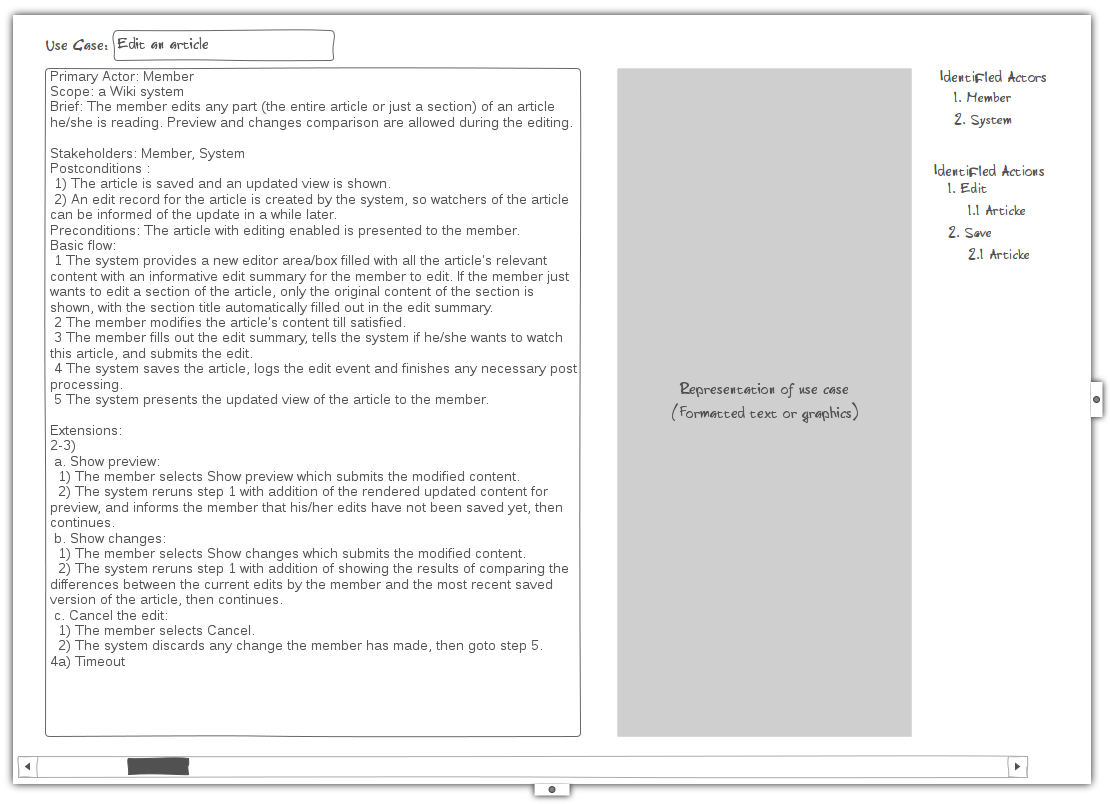 Use Case: Edit an article
Primary Actor: Member
Scope: a Wiki system
Brief: The member edits any part (the entire article or just a section) of an article
he/she is reading. Preview and changes comparison are allowed during the editing.
Stakeholders: Member, System
Postconditions :
1) The article is saved and an updated view is shown.
2) An edit record for the article is created by the system, so watchers of the article
can be informed of the update in a while later.
Preconditions: The article with editing enabled is presented to the member.
Basic flow:
1 The system provides a new editor area/box filled with all the article's relevant
content with an informative edit summary for the member to edit. If the member just
wants to edit a section of the article, only the original content of the section is
shown, with the section title automatically filled out in the edit summary.
2 The member modifies the article's content till satisfied.
3 The member fills out the edit summary, tells the system if he/she wants to watch
this article, and submits the edit.
4 The system saves the article, logs the edit event and finishes any necessary post
processing.
5 The system presents the updated view of the article to the member.
Extensions:
2-3)
a. Show preview:
1) The member selects Show preview which submits the modified content.
2) The system reruns step 1 with addition of the rendered updated content for
preview, and informs the member that his/her edits have not been saved yet, then
continues.
b. Show changes:
1) The member selects Show changes which submits the modified content.
2) The system reruns step 1 with addition of showing the results of comparing the
differences between the current edits by the member and the most recent saved
version of the article, then continues.
c. Cancel the edit:
1) The member selects Cancel.
2) The system discards any change the member has made, then goto step 5.
4a) Timeout
Representation of use case
(Formatted text or graphics)
Identified Actors
1. Member
2. System
Identified Actions
1. Edit
1.1 Articke
2. Save
2.1 Articke